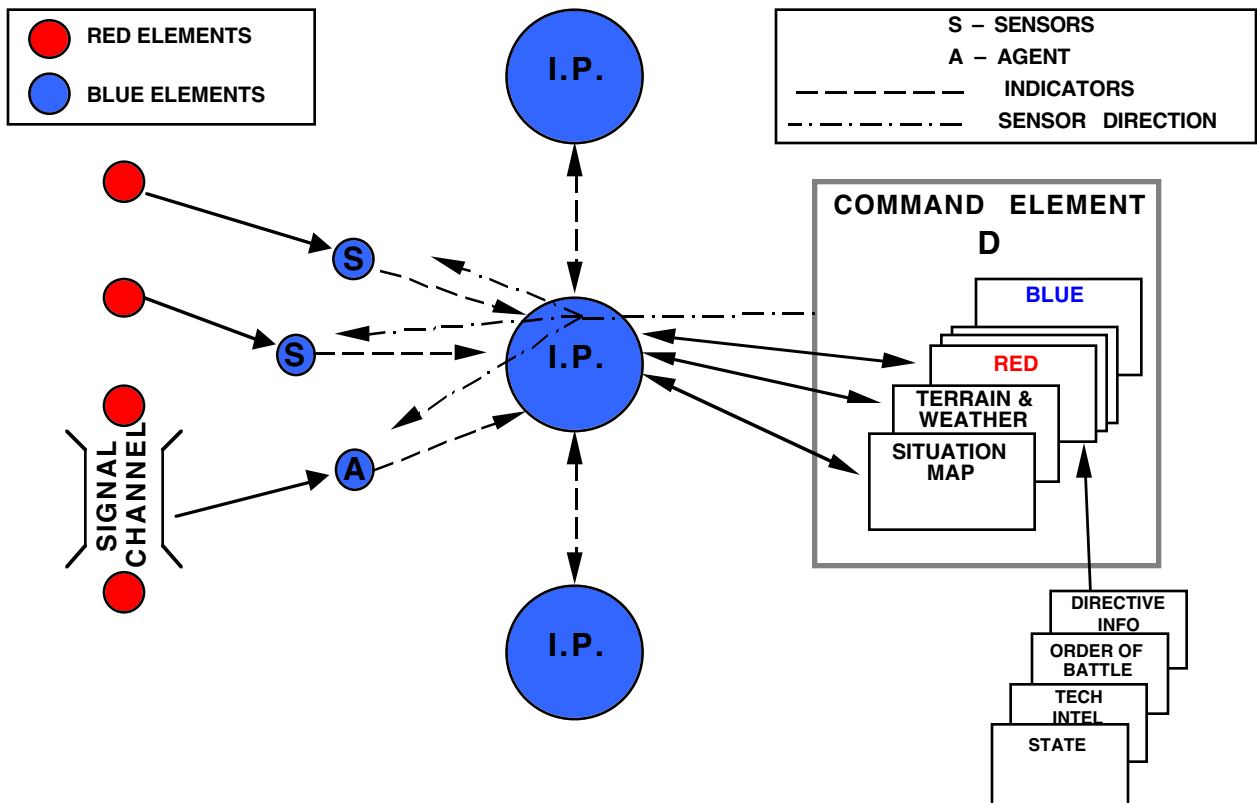 RED ELEMENTS
BLUE ELEMENTS
S – SENSORS
A – AGENT
INDICATORS
SENSOR DIRECTION
I.P.
COMMAND ELEMENT
D
S
BLUE
S
I.P.
RED
TERRAIN &
WEATHER
SITUATION
MAP
A
SIGNAL
CHANNEL
I.P.
DIRECTIVE
INFO
ORDER OF
BATTLE
TECH
INTEL
STATE